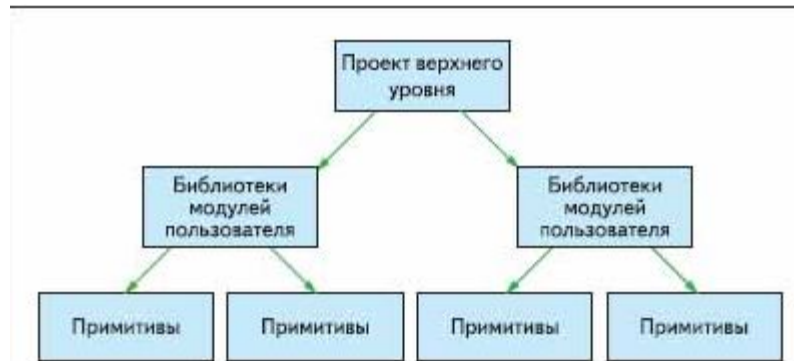 Проект верхнего
уровня
Библиотеки
модулей
пользователя
Библиотеки
модулей
пользователя
Примитивы
Примитивы
Примитивы
Примитивы